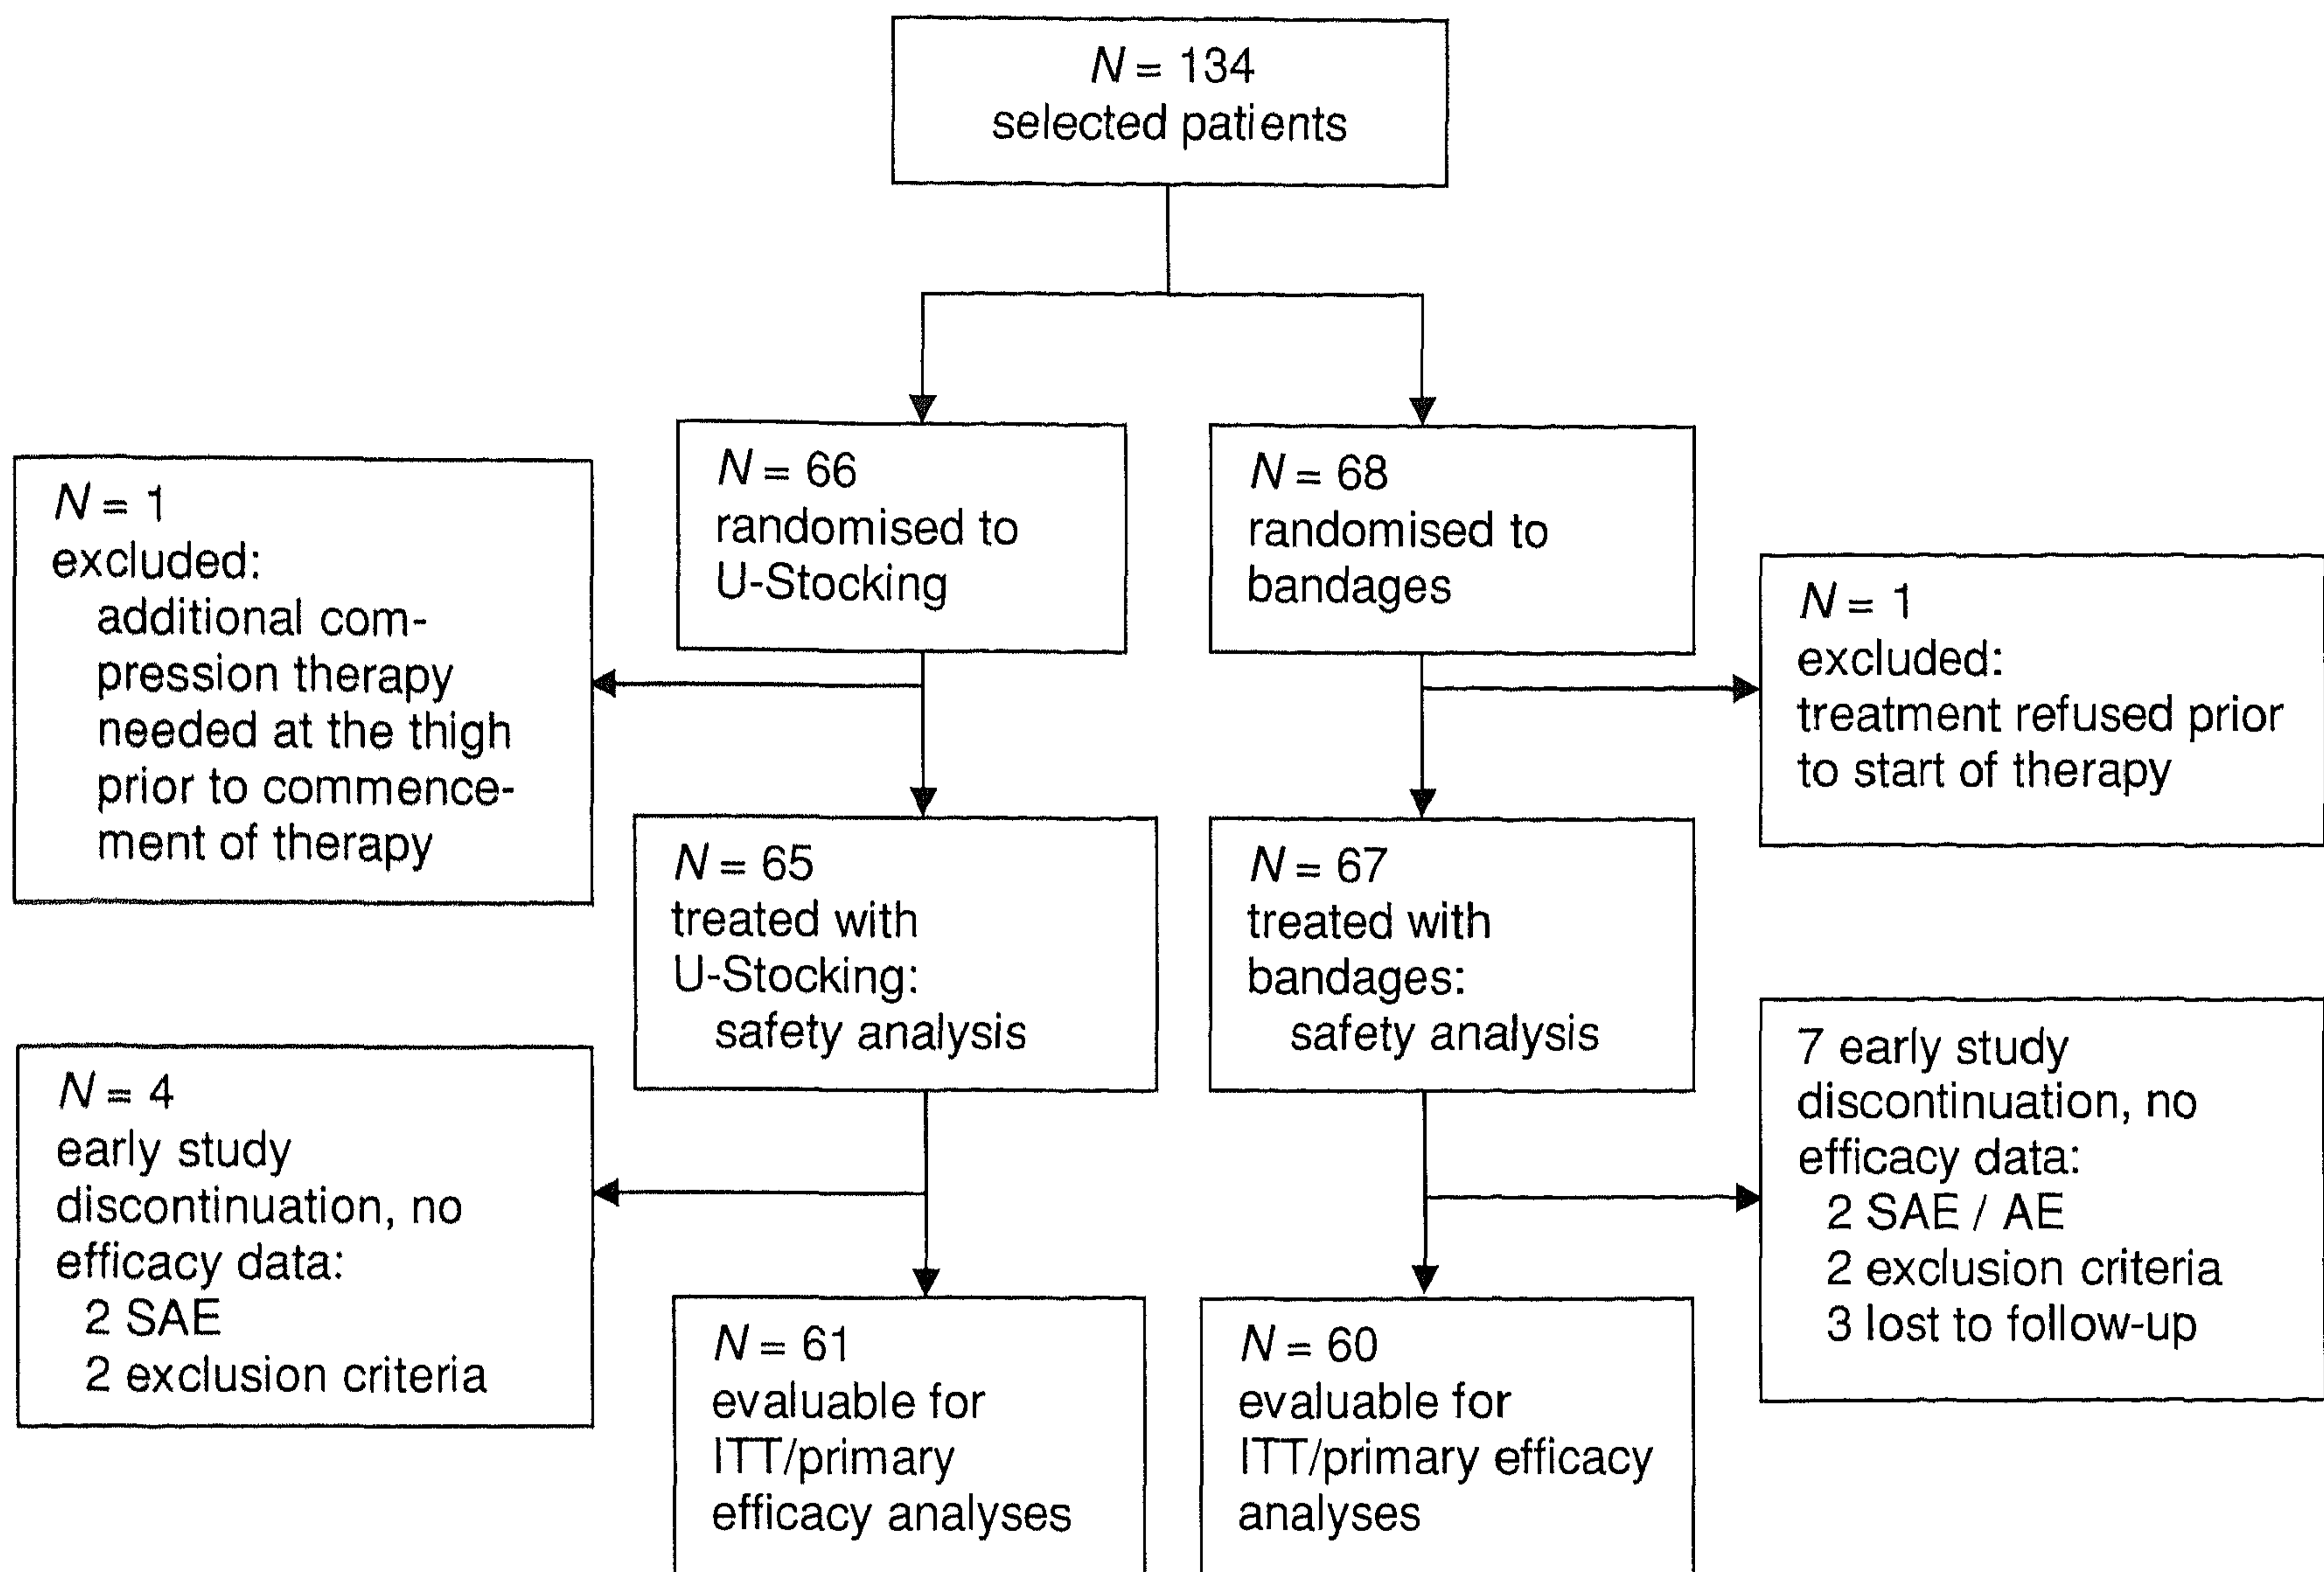 N = 134
selected patients
N = 66
randomised to
U-Stocking
N = 68
randomised to
bandages
N = 1
excluded:
additional com-
pression therapy
needed at the thigh
prior to commence-
ment of therapy
N = 1
excluded:
treatment refused prior
to start of therapy
N = 65
treated with
U-Stocking:
safety analysis
N = 67
treated with
bandages:
safety analysis
N = 4
early study
discontinuation, no
efficacy data:
2 SAE
2 exclusion criteria
7 early study
discontinuation, no
efficacy data:
2 SAE / AE
2 exclusion criteria
3 lost to follow-up
N = 61
evaluable for
ITT/primary
efficacy analyses
N = 60
evaluable for
ITT/primary efficacy
analyses